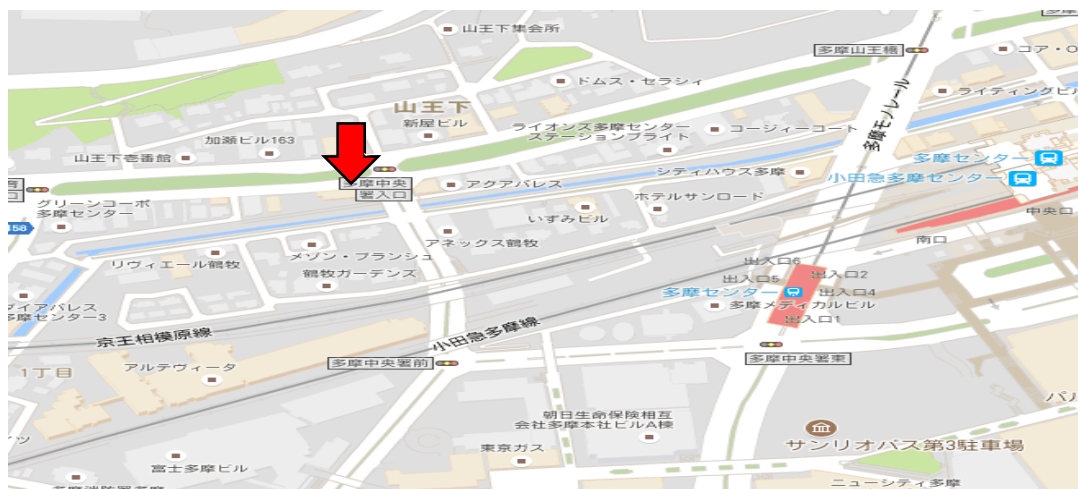 山王下集会所
多摩山王橋
コア・O
ドムス・セラシィ
ライティングビル
山王下
新屋ビル
多摩モノレール
加瀬ビル163
ライオンズ多摩センター
ステーションプライト
コージィーコート
山王下壱番館
多摩センター
シティハウス多摩
小田急多摩センター
多摩中央
署入口
アクアパレス
グリーンコーポ
多摩センター
ホテルサンロード
中央口
いずみビル
158
アネックス鶴牧
南口
メゾン・ブランシュ
リヴィエール鶴牧
出入口6
鶴牧ガーデンズ
出入口5
出入口2
多摩センター
出入口4
ダイアパレス
多摩センター3
多摩メディカルビル
出入口1
京王相模原線
小田急多摩線
多摩中央署前
多摩中央署東
1丁目
アルテヴィータ
朝日生命保険相互
会社多摩本社ビルA棟
サンリオバス第3駐車場
東京ガス
富士多摩ビル
ニューシティ多摩